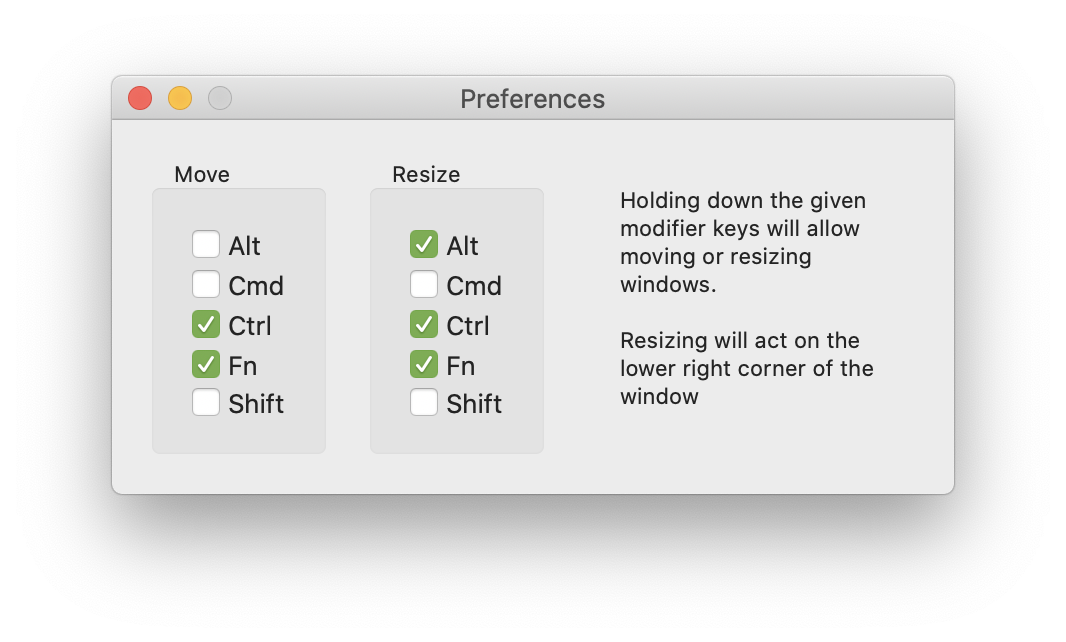 Preferences
Move
Alt
Cmd
Ctrl
Fn
Shift
Resize
Alt
Cmd
Ctrl
Fn
Shift
Holding down the given
modifier keys will allow
moving or resizing
windows.
Resizing will act on the
lower right corner of the
window